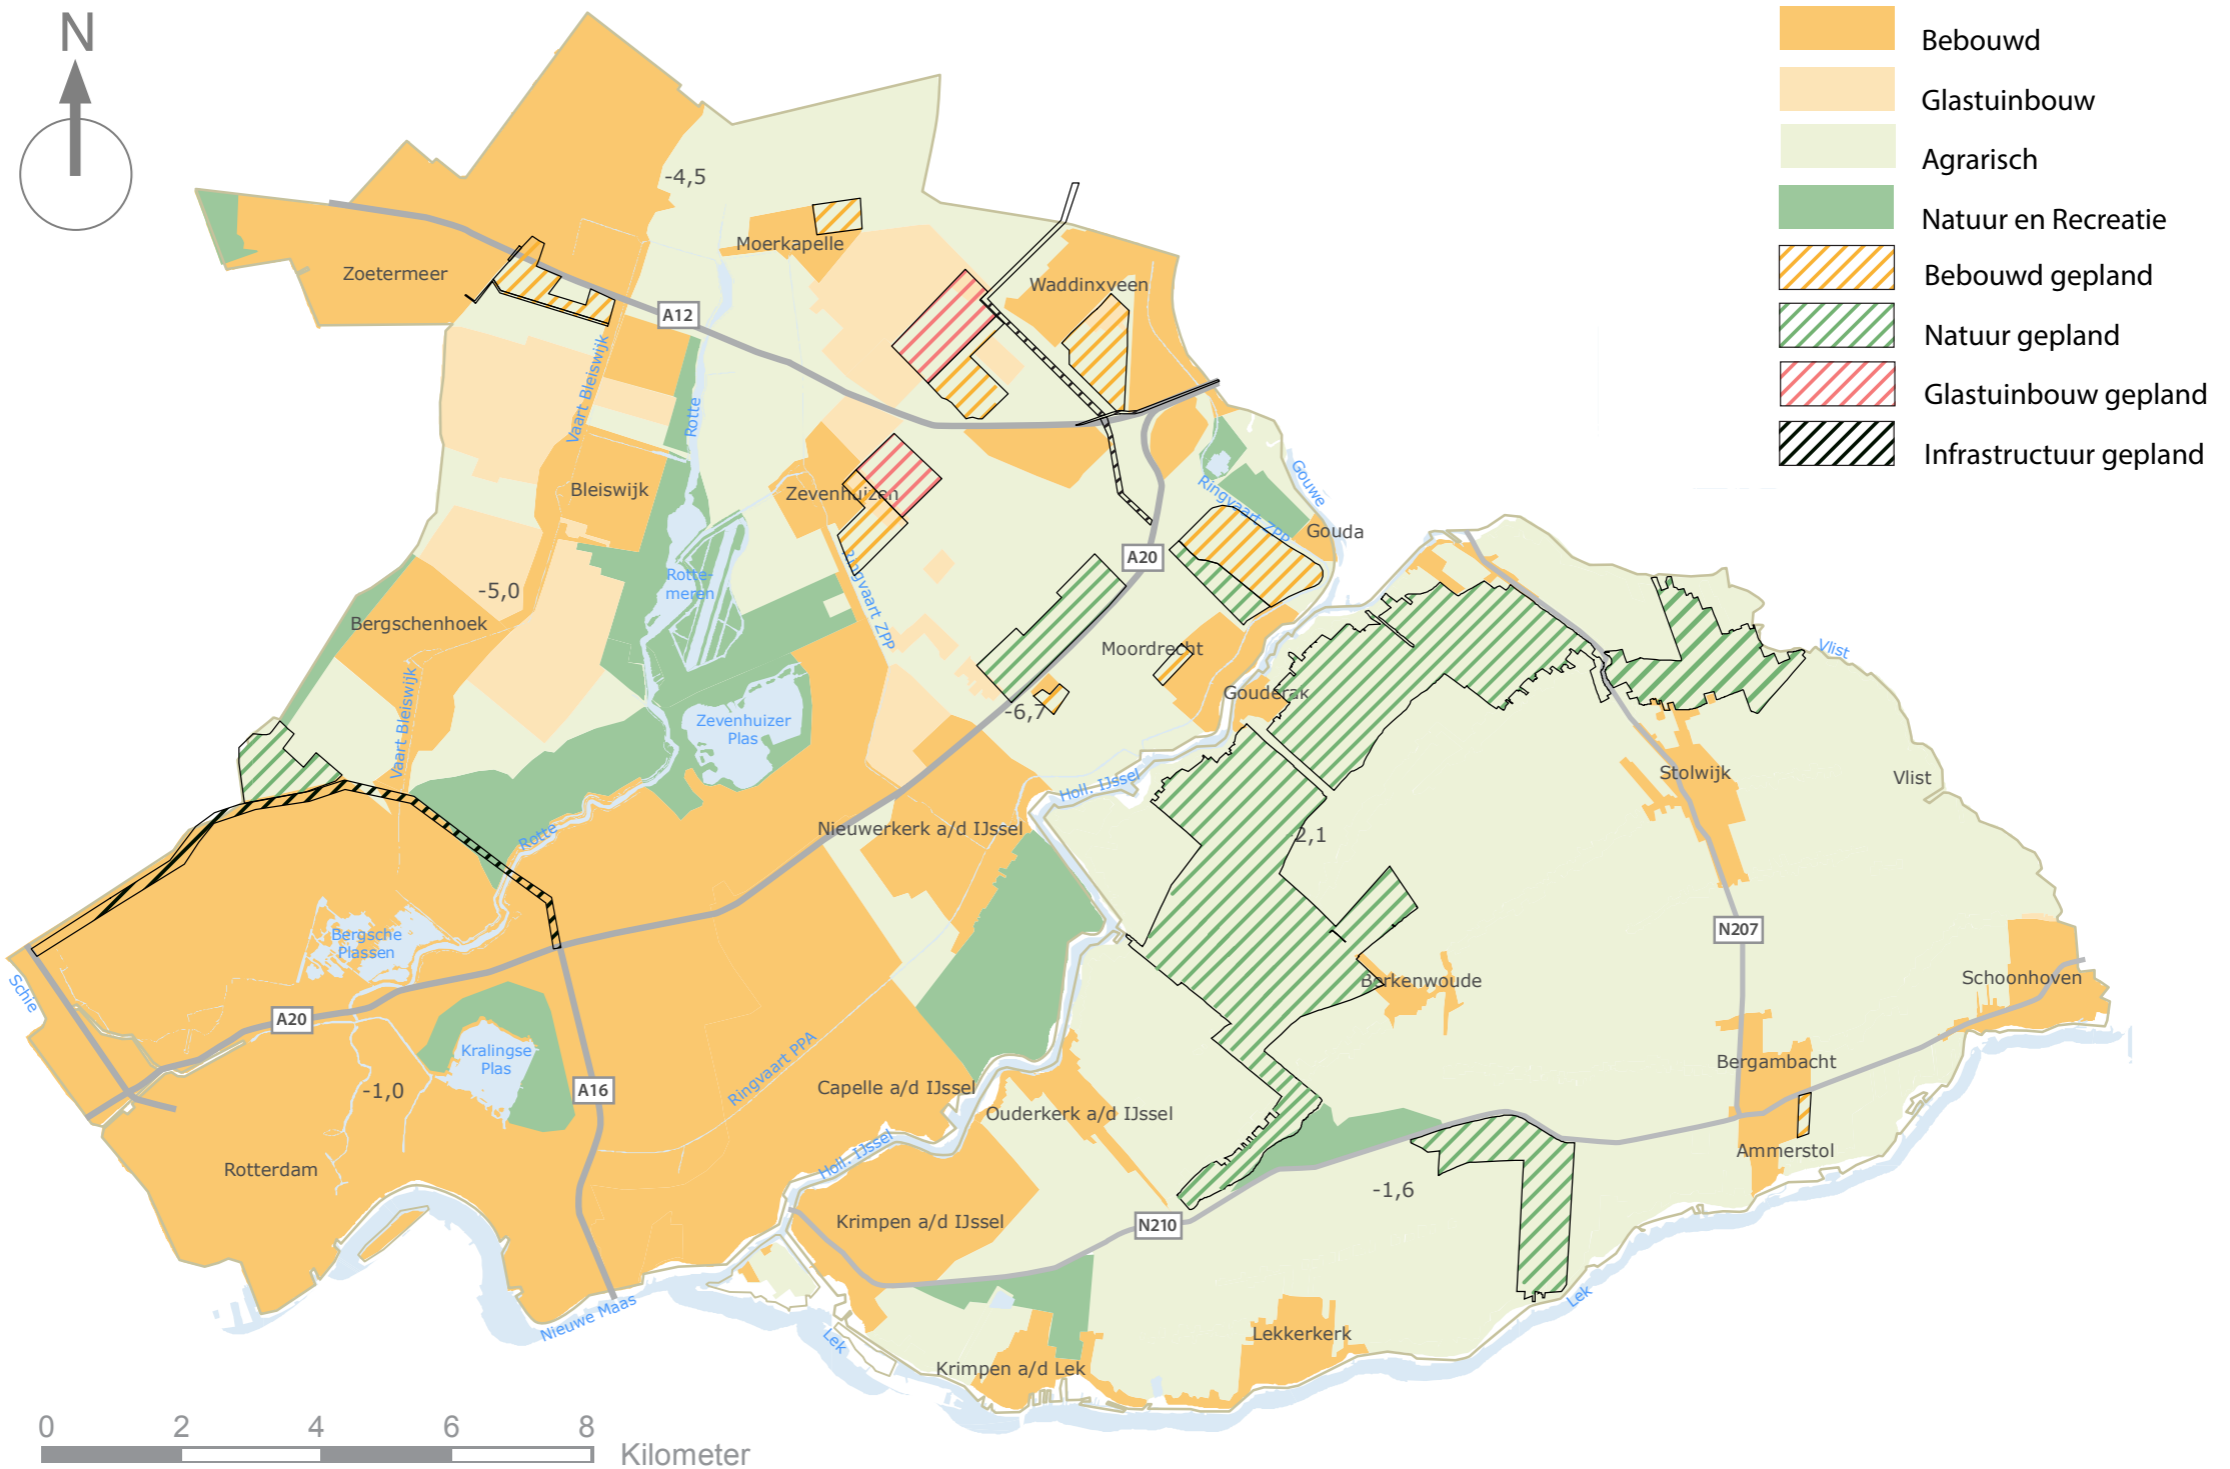 N
Bebouwd
Glastuinbouw
Agrarisch
Natuur en Recreatie
Bebouwd gepland
Natuur gepland
Glastuinbouw gepland
Infrastructuur gepland
-4,5
Moerkapelle
Zoetermeer
Waddinxveen
A12
Vaart Bleiswijk
Rotte
Bleiswijk
Zevenhuizen
Gouwe
Ringvaart ZPP
Gouda
A20
Rotte-
meren
-5,0
Ringvaart ZPP
Bergschenhoek
Moordrecht
Vlist
Gouderak
-6,7
Vaart Bleiswijk
Zevenhuizer
Plas
Stolwijk
Vlist
Holl. IJssel
Nieuwerkerk a/d IJssel
-2,1
Rotte
N207
Bergsche
Plassen
Schie
Berkenwoude
Schoonhoven
A20
Kralingse
Plas
Bergambacht
-1,0
A16
Ringvaart PPA
Capelle a/d IJssel
Ouderkerk a/d IJssel
Ammerstol
Holl. IJssel
Rotterdam
-1,6
Krimpen a/d IJssel
N210
Lek
Nieuwe Maas
Lek
Lekkerkerk
Krimpen a/d Lek
0 2 4 6 8
Kilometer